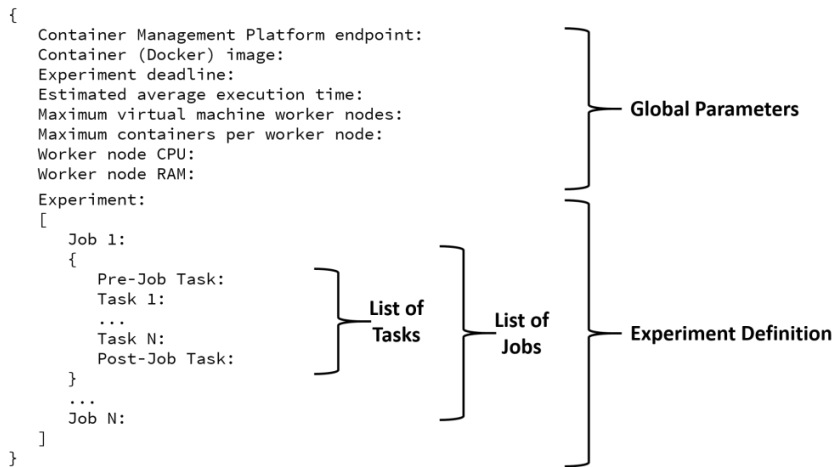 {
Container Management Platform endpoint:
Container (Docker) image:
Experiment deadline:
Estimated average execution time:
Maximum virtual machine worker nodes:
Maximum containers per worker node:
Worker node CPU:
Worker node RAM:
Global Parameters
Experiment:
[
Job 1:
{
Pre-Job Task:
Task 1:
...
Task N:
Post-Job Task:
}
...
Job N:
]
}
List of
Tasks
List of
Jobs
Experiment Definition